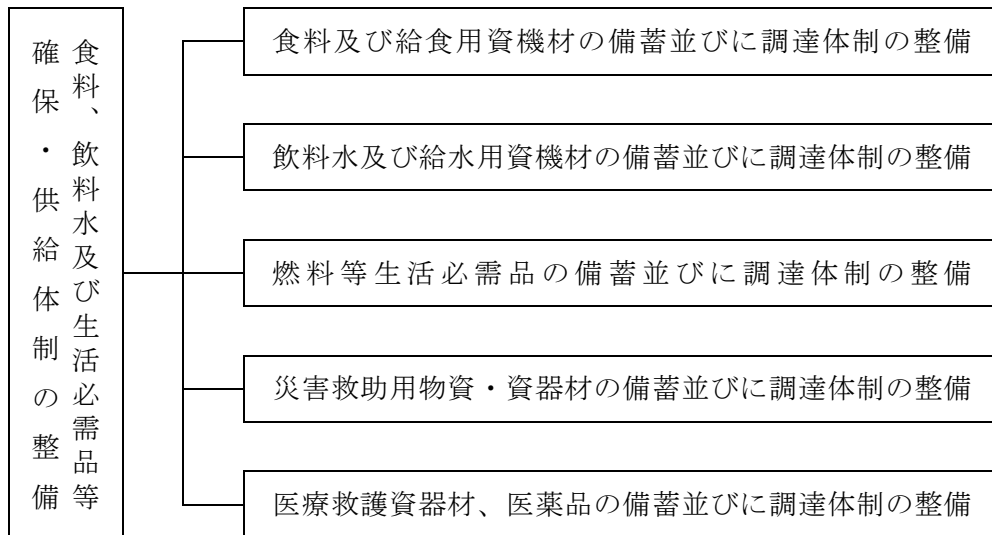 食料、飲料水及び生活必需品等
確保・供給体制の整備
食料及び給食用資機材の備蓄並びに調達体制の整備
飲料水及び給水用資機材の備蓄並びに調達体制の整備
燃料等生活必需品の備蓄並びに調達体制の整備
災害救助用物資・資器材の備蓄並びに調達体制の整備
医療救護資器材、医薬品の備蓄並びに調達体制の整備